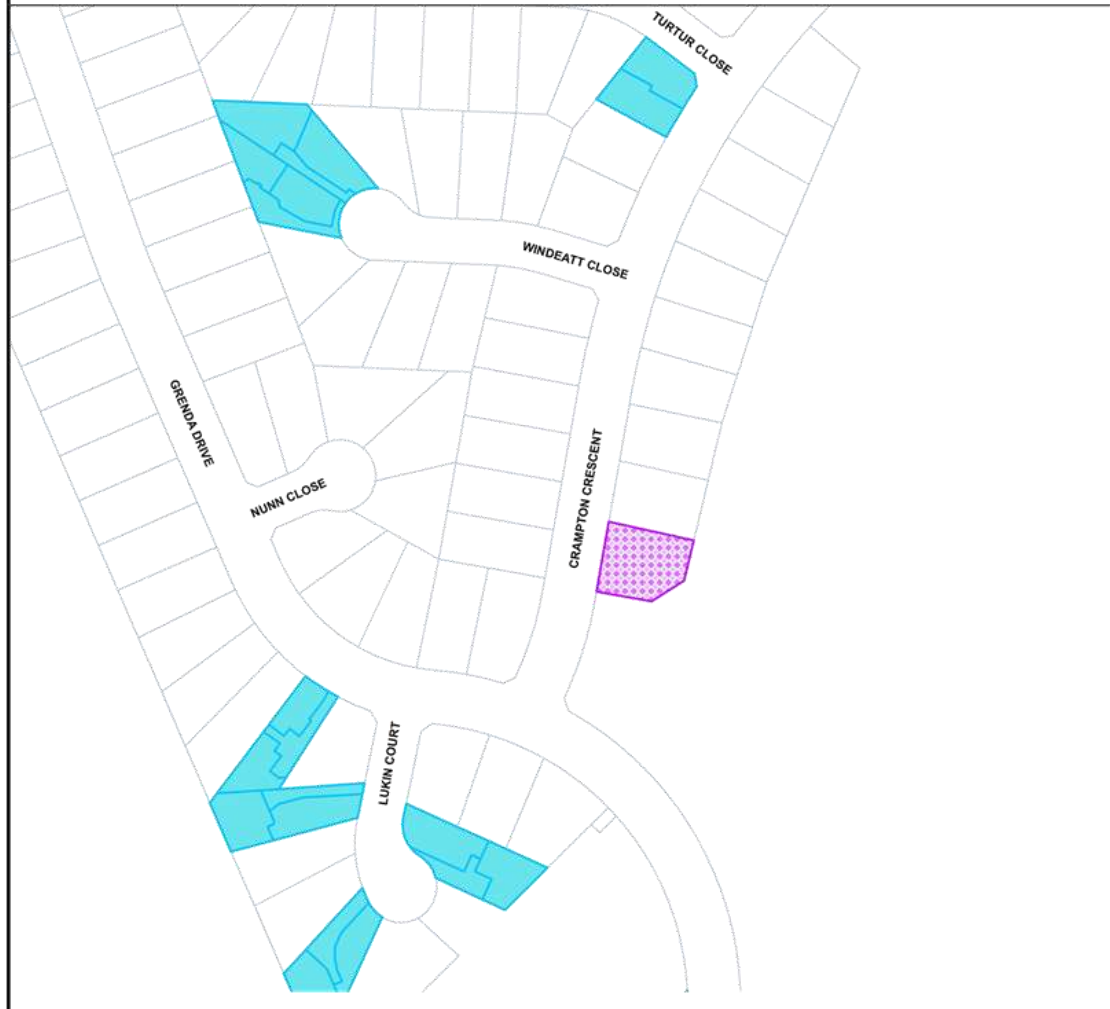 TURTUR CLOSE
WINDEATT CLOSE
GRENDA DRIVE
CRAMPTON CRESCENT
NUNN CLOSE
LUKIN COURT